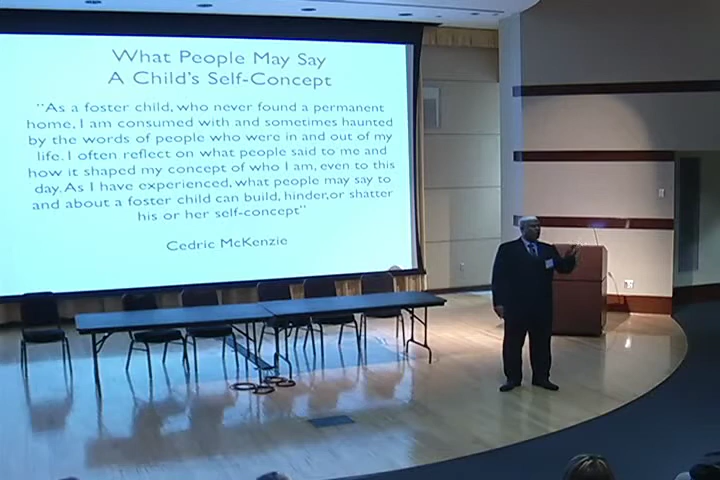 What People May Say
A Child's Self-Concept
"As a foster child, who never found a permanent
home, I am consumed with and sometimes haunted
by the words of people who were in and out of my
life. I often reflect on what people said to me and
how it shaped my concept of who I am, even to this
day. As I have experienced, what people may say to
and about a foster child can build, hinder,or shatter
his or her self-concept"
Cedric McKenzie